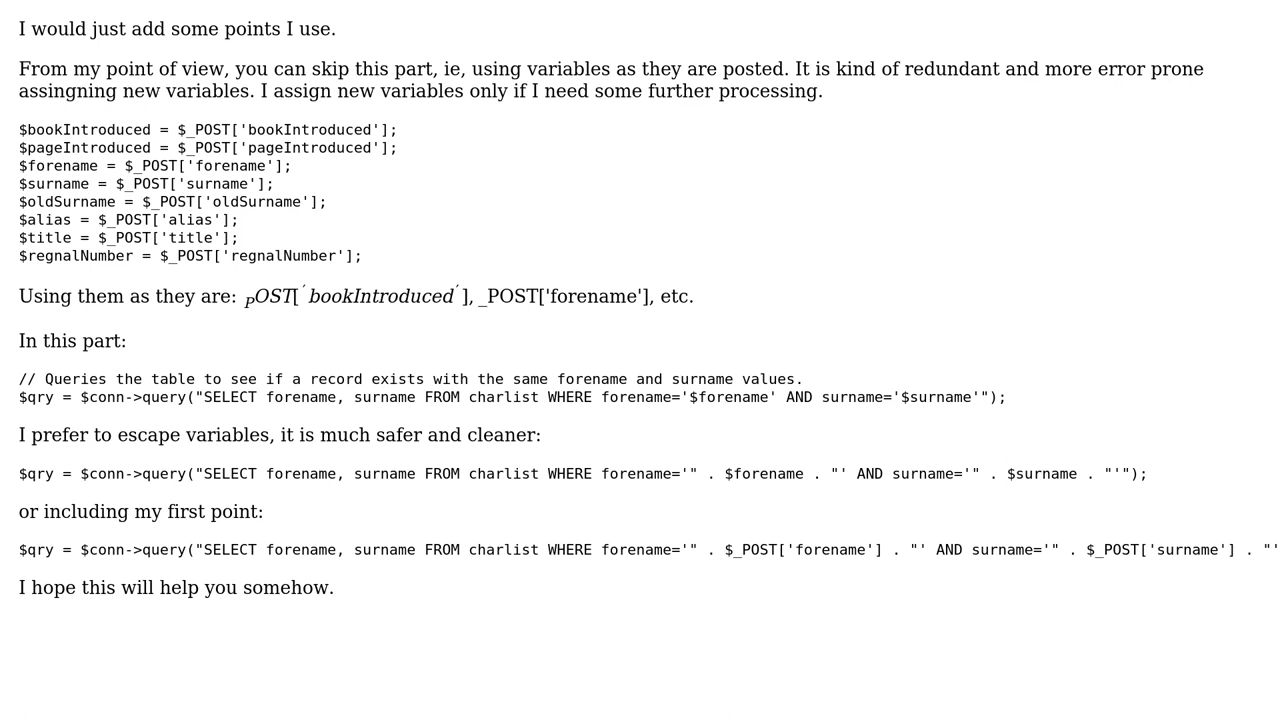 I would just add some points I use.
From my point of view, you can skip this part, ie, using variables as they are posted. It is kind of redundant and more error prone
assingning new variables. I assign new variables only if I need some further processing.
$bookIntroduced = $_POST['bookIntroduced'];
$pageIntroduced = $_POST['pageIntroduced'];
$forename = $_POST['forename'];
$surname = $_POST['surname'];
$oldSurname = $_POST['oldSurname'];
$alias = $_POST['alias'];
$title = $_POST['title'];
$regnalNumber = $_POST['regnalNumber'];
Using them as they are: POST[′bookIntroduced′], _POST['forename'], etc.
In this part:
// Queries the table to see if a record exists with the same forename and surname values.
$qry = $conn->query("SELECT forename, surname FROM charlist WHERE forename='$forename' AND surname='$surname'");
I prefer to escape variables, it is much safer and cleaner:
$qry = $conn->query("SELECT forename, surname FROM charlist WHERE forename='" . $forename . "' AND surname='" . $surname . "'");
or including my first point:
$qry = $conn->query("SELECT forename, surname FROM charlist WHERE forename='" . $_POST['forename'] . "' AND surname='" . $_POST['surname'] . "'
I hope this will help you somehow.